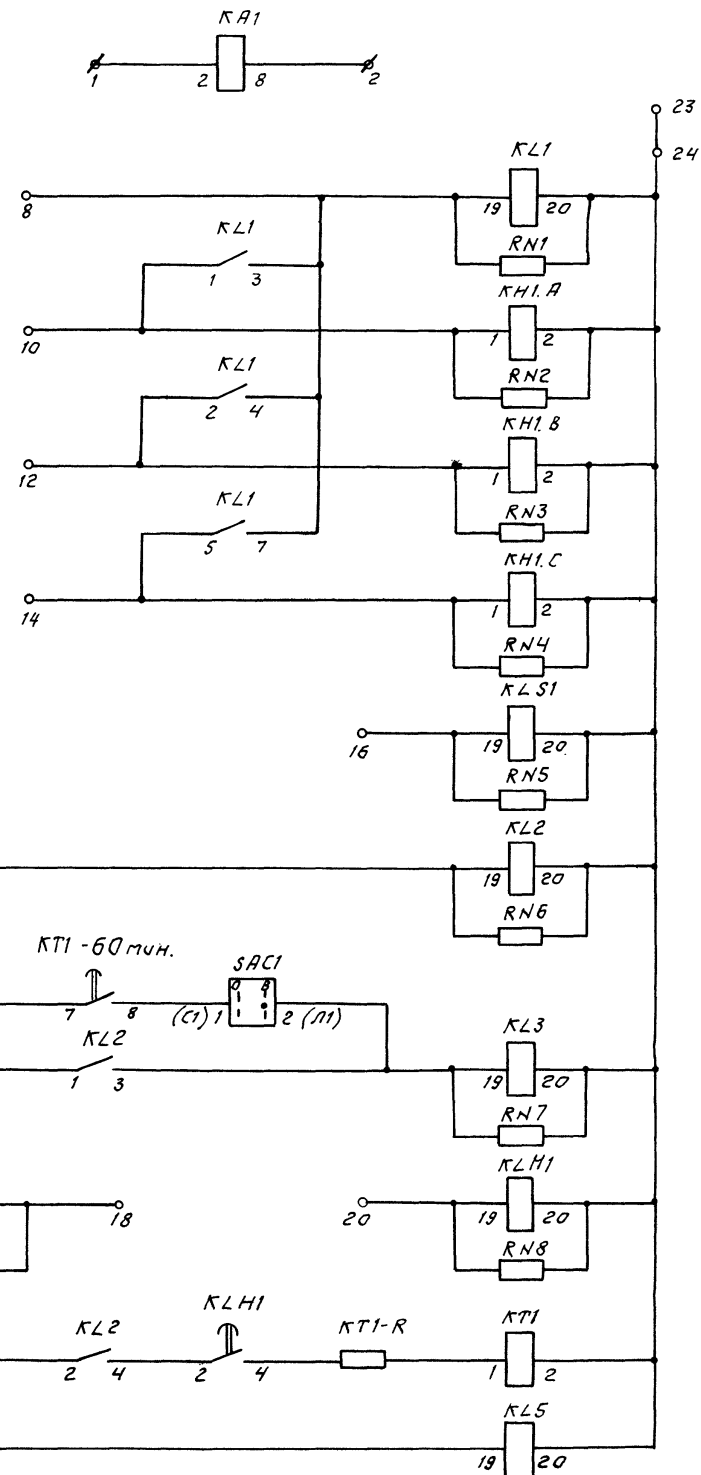 KA1
1 2 8 2
23
24
KL1
8 19 20
KL1
RN1
1 3
KH1.A
10 1 2
KL1
RN2
2 4
KH1.B
12 1 2
KL1
RN3
5 7
KH1.C
14 1 2
RN4
KLS1
16 19 20
RN5
KL2
19 20
RN6
KT1-60мин.
SAC1
О В
7 8 (С1) 1 2 (Л1)
KL2
KL3
1 3 19 20
RN7
KLH1
18 20 19 20
RN8
KLH1
KL2 KT1-R KT1
2 4 2 4 1 2
KL5
19 20